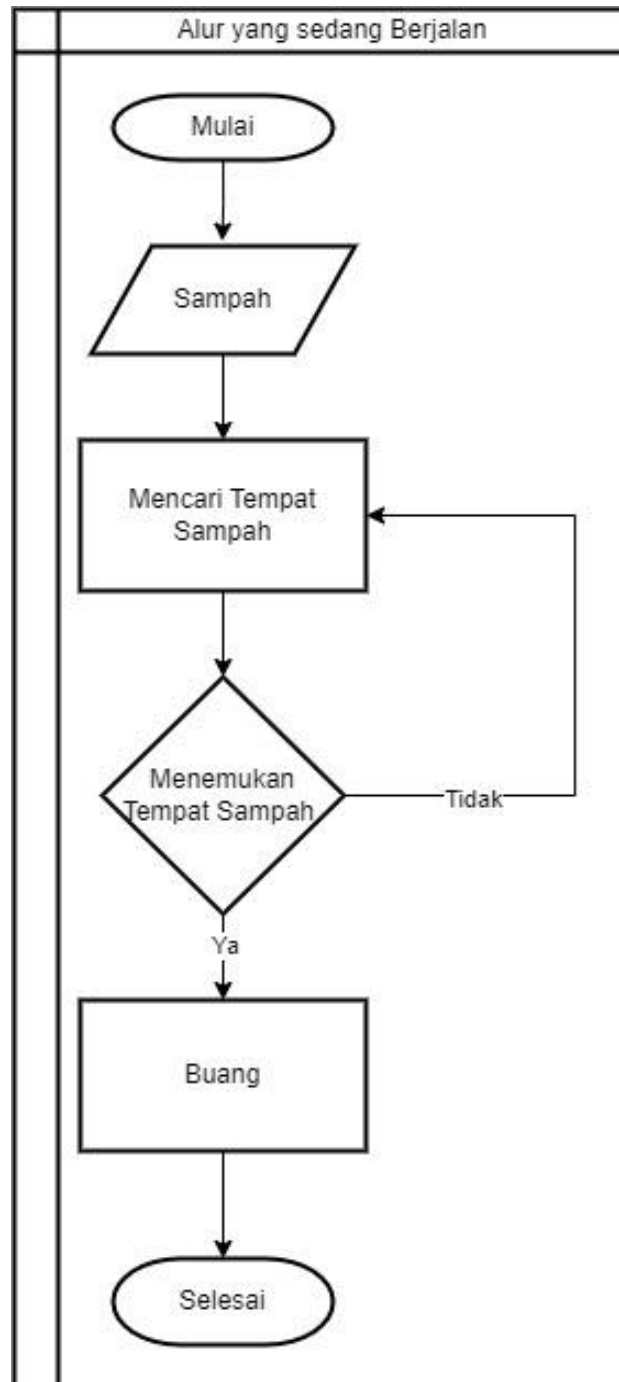 Alur yang sedang Berjalan
Mulai
Sampah
Mencari Tempat
Sampah
Menemukan
Tempat Sampah
Tidak
Ya
Buang
Selesai